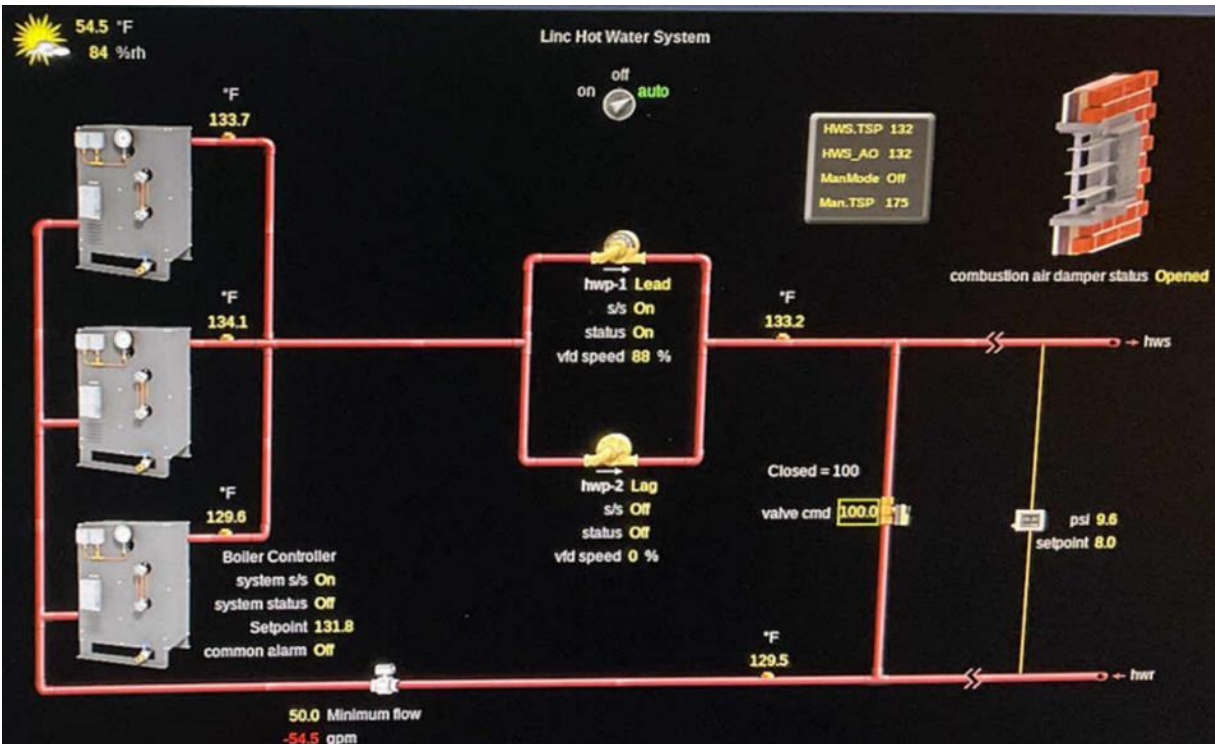 54.5 °F
84 %rh
Linc Hot Water System
off
on auto
°F
133.7
HWS.TSP 132
HWS_AO 132
ManMode Off
Man.TSP 175
combustion air damper status Opened
hwp-1 Lead
s/s On
status On
vfd speed 88 %
°F
134.1
°F
133.2
hws
hwp-2 Lag
s/s Off
status Off
vfd speed 0 %
Closed = 100
valve cmd 100.0
psi 9.6
setpoint 8.0
°F
129.6
Boiler Controller
system s/s On
system status Off
Setpoint 131.8
common alarm Off
°F
129.5
hwr
50.0 Minimum flow
-54.5 gpm